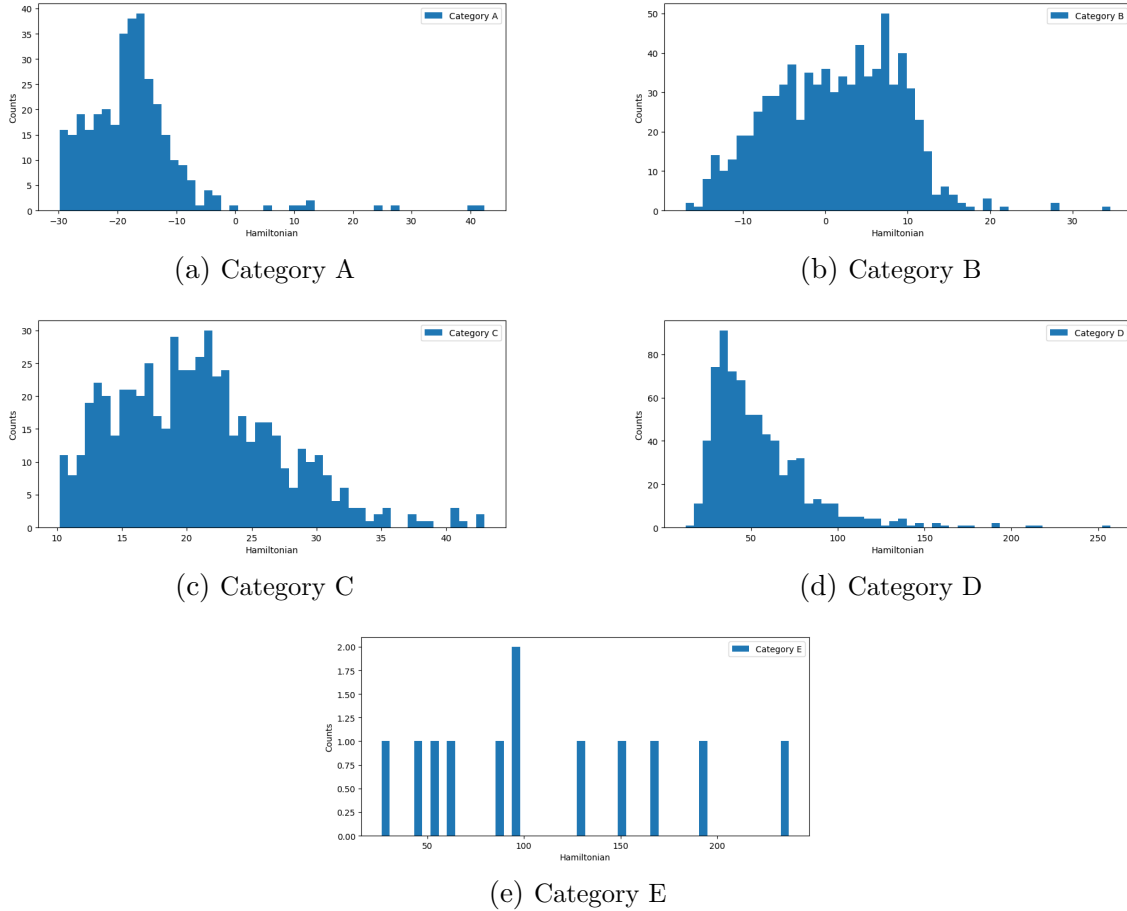 40
35
30
25
20
15
10
5
0
Counts
-30 -20 -10 0 10 20 30 40
Hamiltonian
Category A
(a) Category A
50
40
30
20
10
0
Counts
-10 0 10 20 30
Hamiltonian
Category B
(b) Category B
30
25
20
15
10
5
0
Counts
10 15 20 25 30 35 40
Hamiltonian
Category C
(c) Category C
80
60
40
20
0
Counts
50 100 150 200 250
Hamiltonian
Category D
(d) Category D
2.00
1.75
1.50
1.25
1.00
0.75
0.50
0.25
0.00
Counts
50 100 150 200
Hamiltonian
Category E
(e) Category E